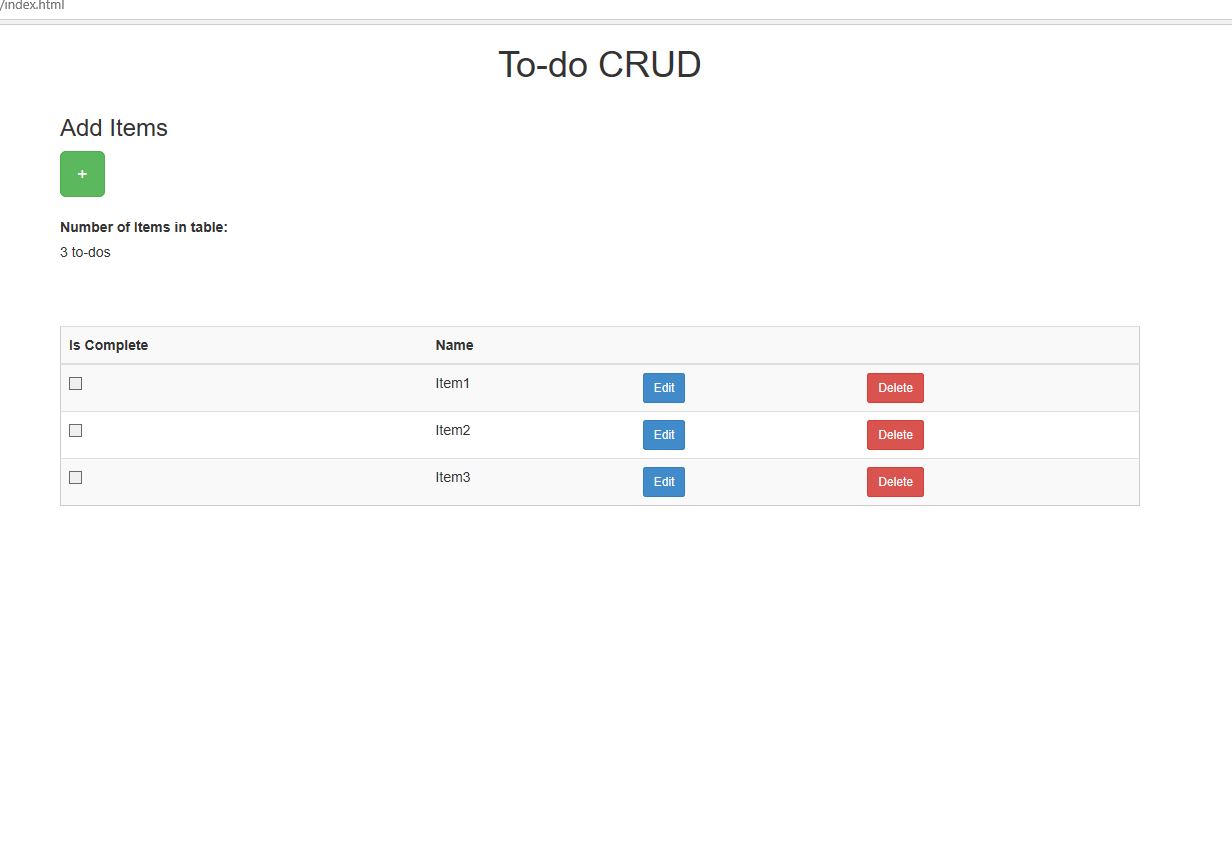 /index.html
To-do CRUD
Add Items
+
Number of Items in table:
3 to-dos
Is Complete Name
Item1 Edit Delete
Item2 Edit Delete
Item3 Edit Delete